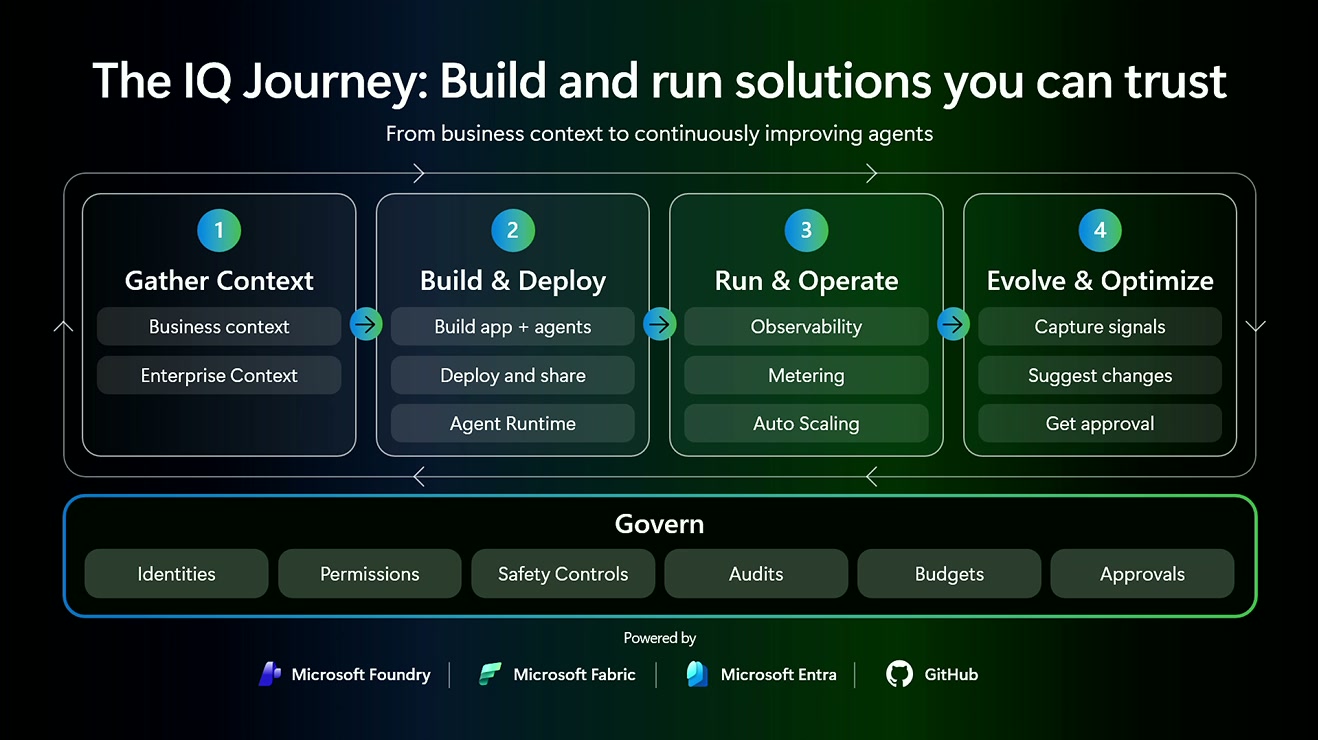 The IQ Journey: Build and run solutions you can trust
From business context to continuously improving agents
1
Gather Context
Business context
Enterprise Context
2
Build & Deploy
Build app + agents
Deploy and share
Agent Runtime
3
Run & Operate
Observability
Metering
Auto Scaling
4
Evolve & Optimize
Capture signals
Suggest changes
Get approval
Govern
Identities
Permissions
Safety Controls
Audits
Budgets
Approvals
Powered by
Microsoft Foundry
Microsoft Fabric
Microsoft Entra
GitHub